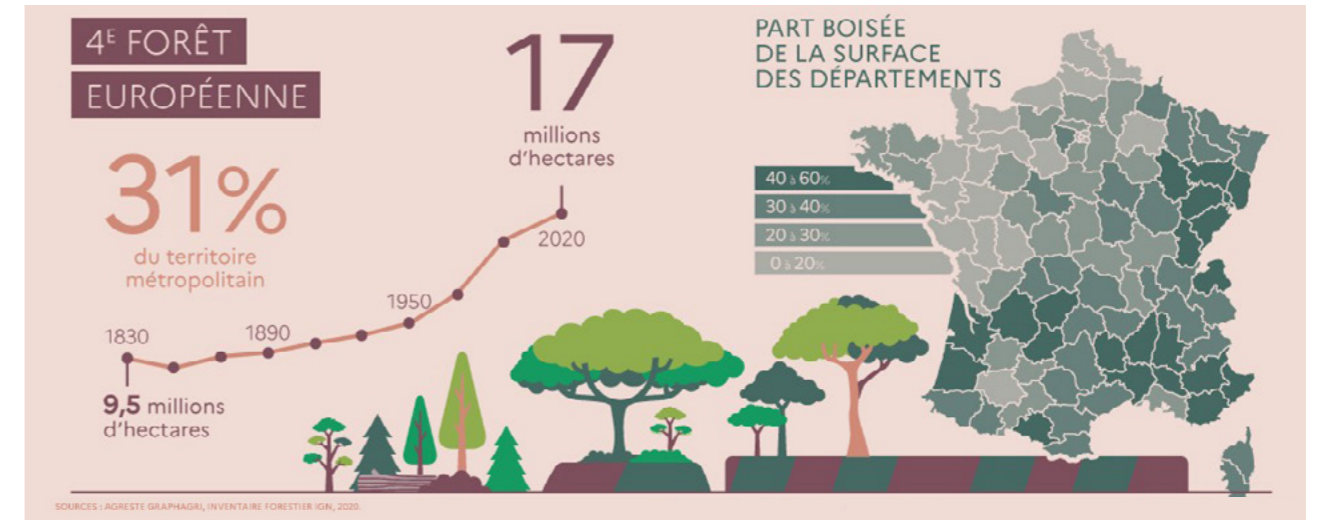 4E FORÊT
EUROPÉENNE
31%
du territoire
métropolitain
17
millions
d'hectares
2020
1950
1890
1830
9,5 millions
d'hectares
PART BOISÉE
DE LA SURFACE
DES DÉPARTEMENTS
40 à 60%
30 à 40%
20 à 30%
0 à 20%
SOURCES : AGRESTE GRAPHAGRI, INVENTAIRE FORESTIER IGN, 2020.